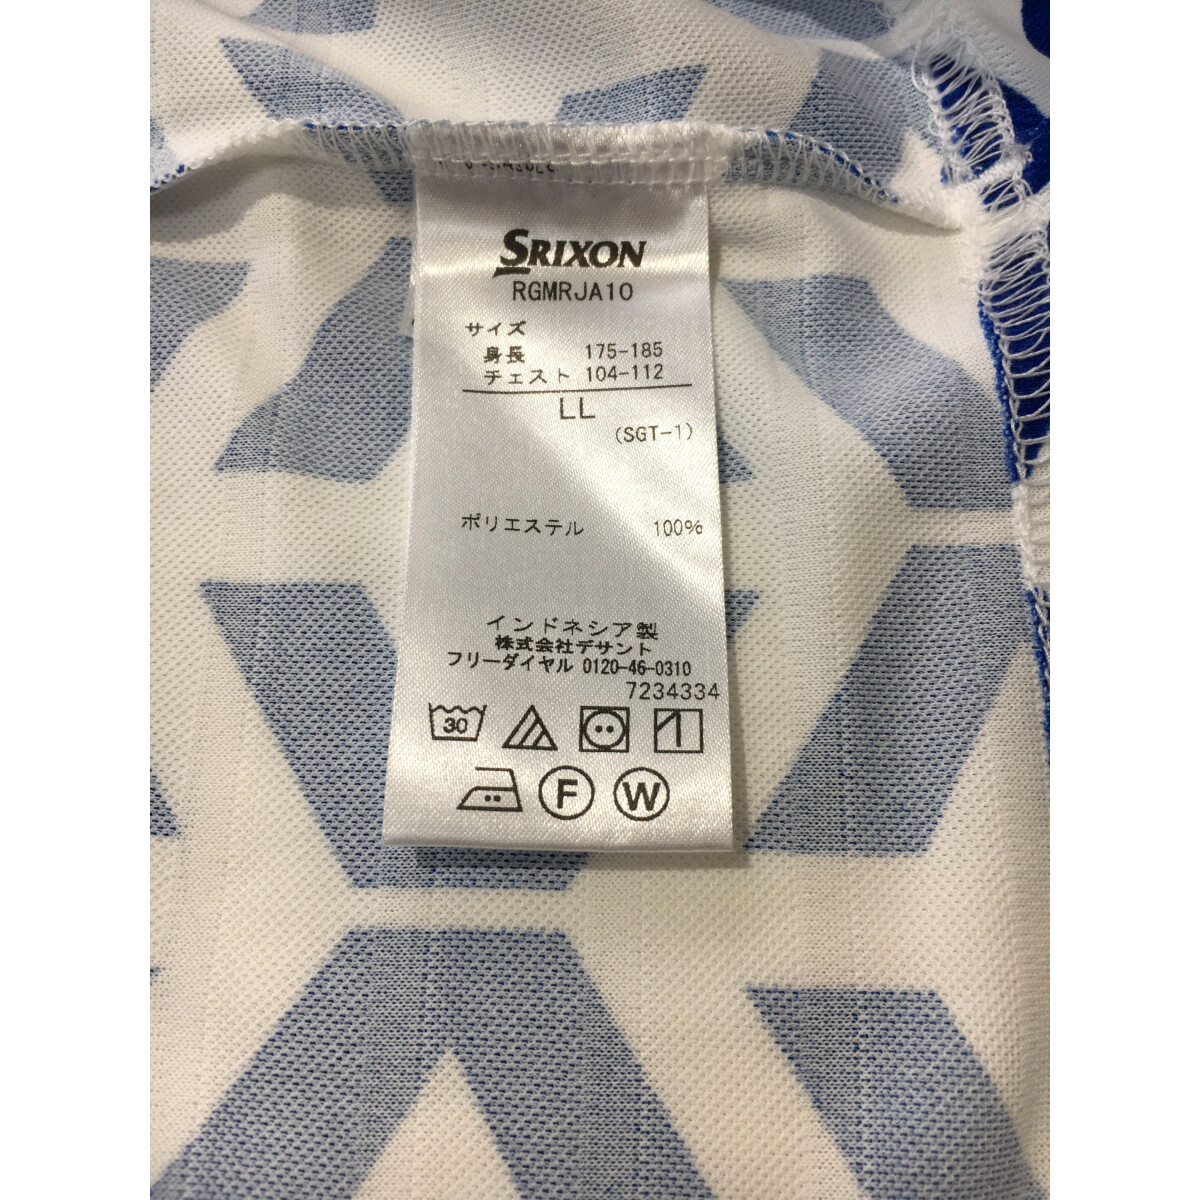 SRIXON
RGMRJA10
サイズ
身長 175-185
チェスト 104-112
LL
(SGT-1)
ポリエステル 100%
インドネシア製
株式会社デサント
フリーダイヤル 0120-46-0310
7234334
30
F W